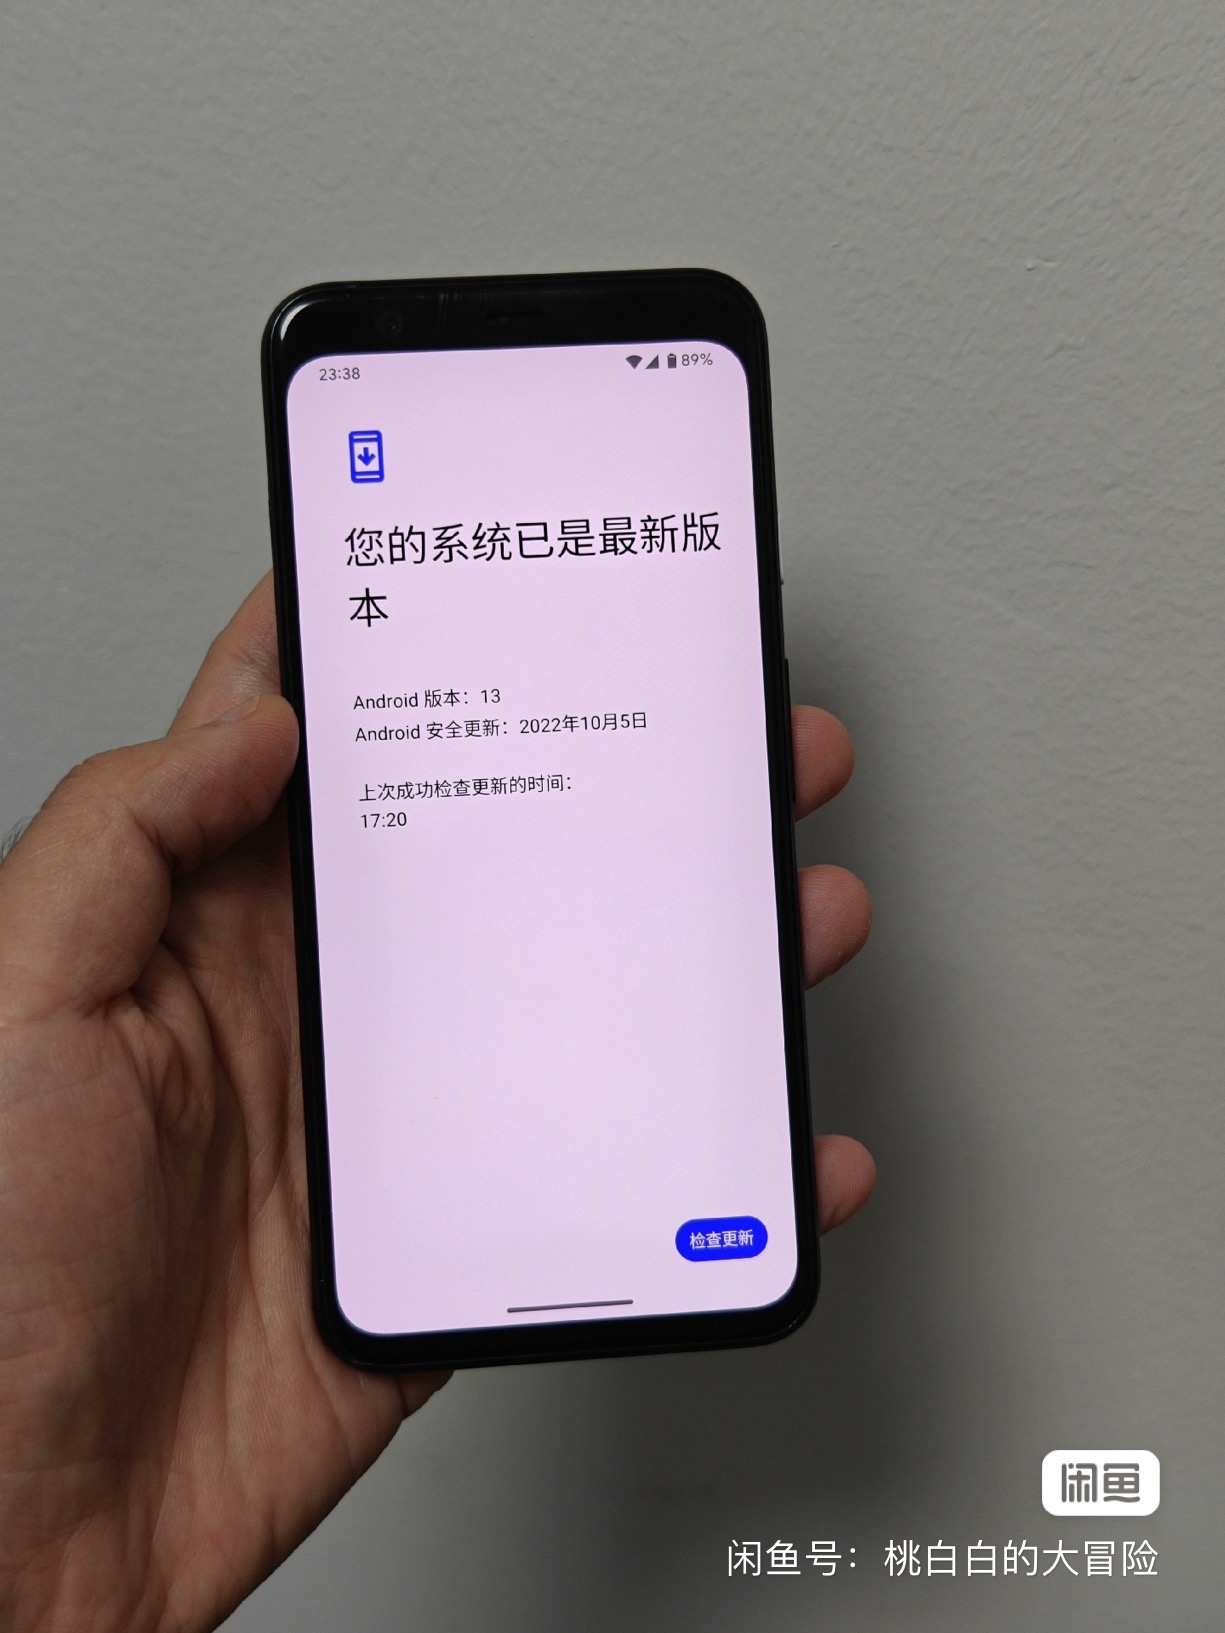 23:38
89%
您的系统已是最新版
本
Android 版本：13
Android 安全更新：2022年10月5日
上次成功检查更新的时间：
17:20
检查更新
闲鱼
闲鱼号：桃白白的大冒险